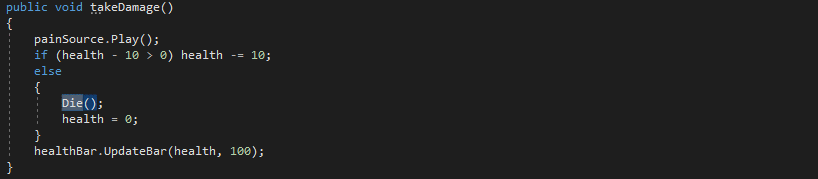 public void takeDamage()
{
painSource.Play();
if (health - 10 > 0) health -= 10;
else
{
Die();
health = 0;
}
healthBar.UpdateBar(health, 100);
}